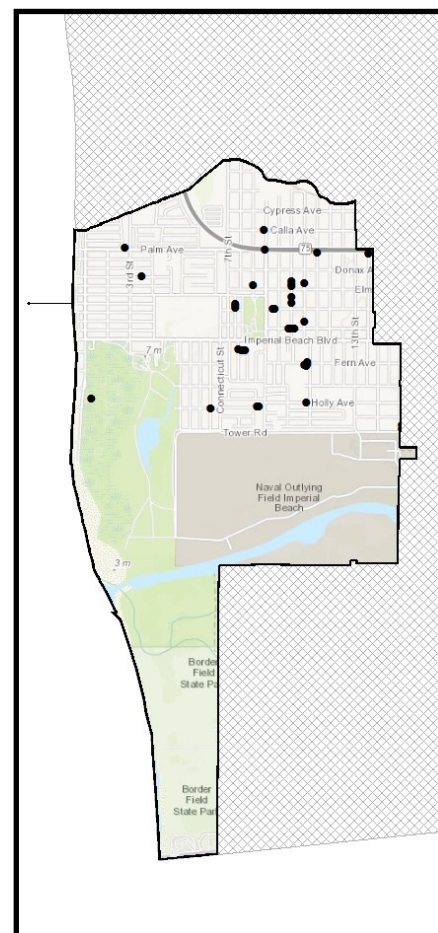 Cypress Ave
Calla Ave
75
Palm Ave
7th St
3rd St
Donax A
Elm
13th St
Imperial Beach Blvd
7 m
Connecticut St
Fern Ave
Holly Ave
Tower Rd
Naval Outlying
Field Imperial
Beach
3 m
Border
Field
State Par
Border
Field
State Park